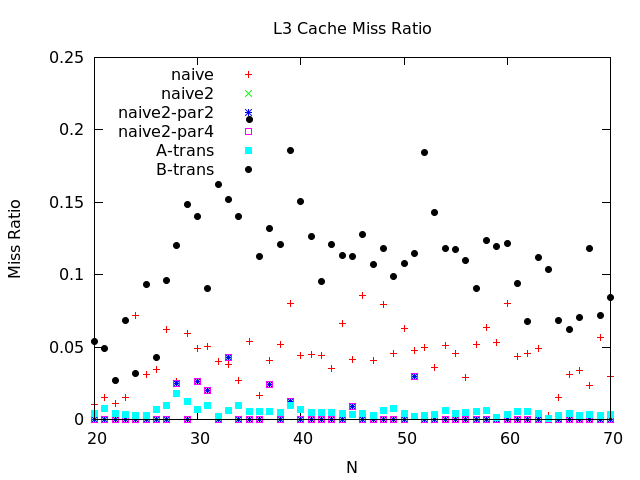 L3 Cache Miss Ratio
0.25
0.2
0.15
0.1
0.05
0
Miss Ratio
naive
naive2
naive2-par2
naive2-par4
A-trans
B-trans
20 30 40 50 60 70
N